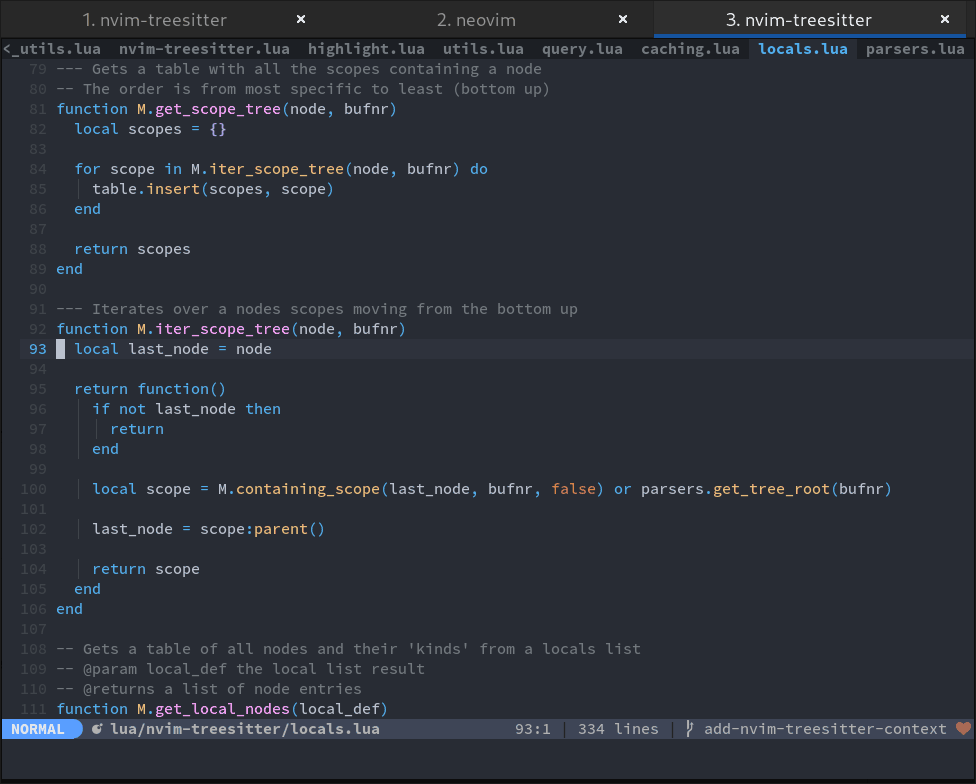 1. nvim-treesitter × 2. neovim × 3. nvim-treesitter ×
<_utils.lua nvim-treesitter.lua highlight.lua utils.lua query.lua caching.lua locals.lua parsers.lua
79 --- Gets a table with all the scopes containing a node
80 -- The order is from most specific to least (bottom up)
81 function M.get_scope_tree(node, bufnr)
82   local scopes = {}
83
84   for scope in M.iter_scope_tree(node, bufnr) do
85     table.insert(scopes, scope)
86   end
87
88   return scopes
89 end
90
91 --- Iterates over a nodes scopes moving from the bottom up
92 function M.iter_scope_tree(node, bufnr)
93   local last_node = node
94
95   return function()
96     if not last_node then
97       return
98     end
99
100     local scope = M.containing_scope(last_node, bufnr, false) or parsers.get_tree_root(bufnr)
101
102     last_node = scope:parent()
103
104     return scope
105   end
106 end
107
108 -- Gets a table of all nodes and their 'kinds' from a locals list
109 -- @param local_def the local list result
110 -- @returns a list of node entries
111 function M.get_local_nodes(local_def)
NORMAL lua/nvim-treesitter/locals.lua 93:1 | 334 lines | add-nvim-treesitter-context